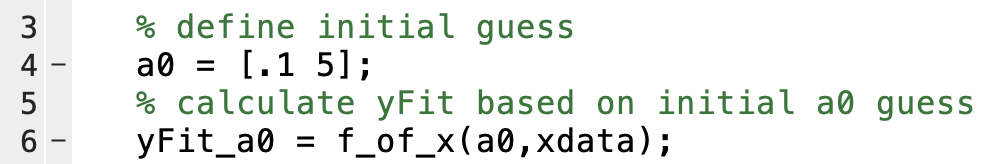 3 % define initial guess
4 – a0 = [.1 5];
5 % calculate yFit based on initial a0 guess
6 – yFit_a0 = f_of_x(a0,xdata);